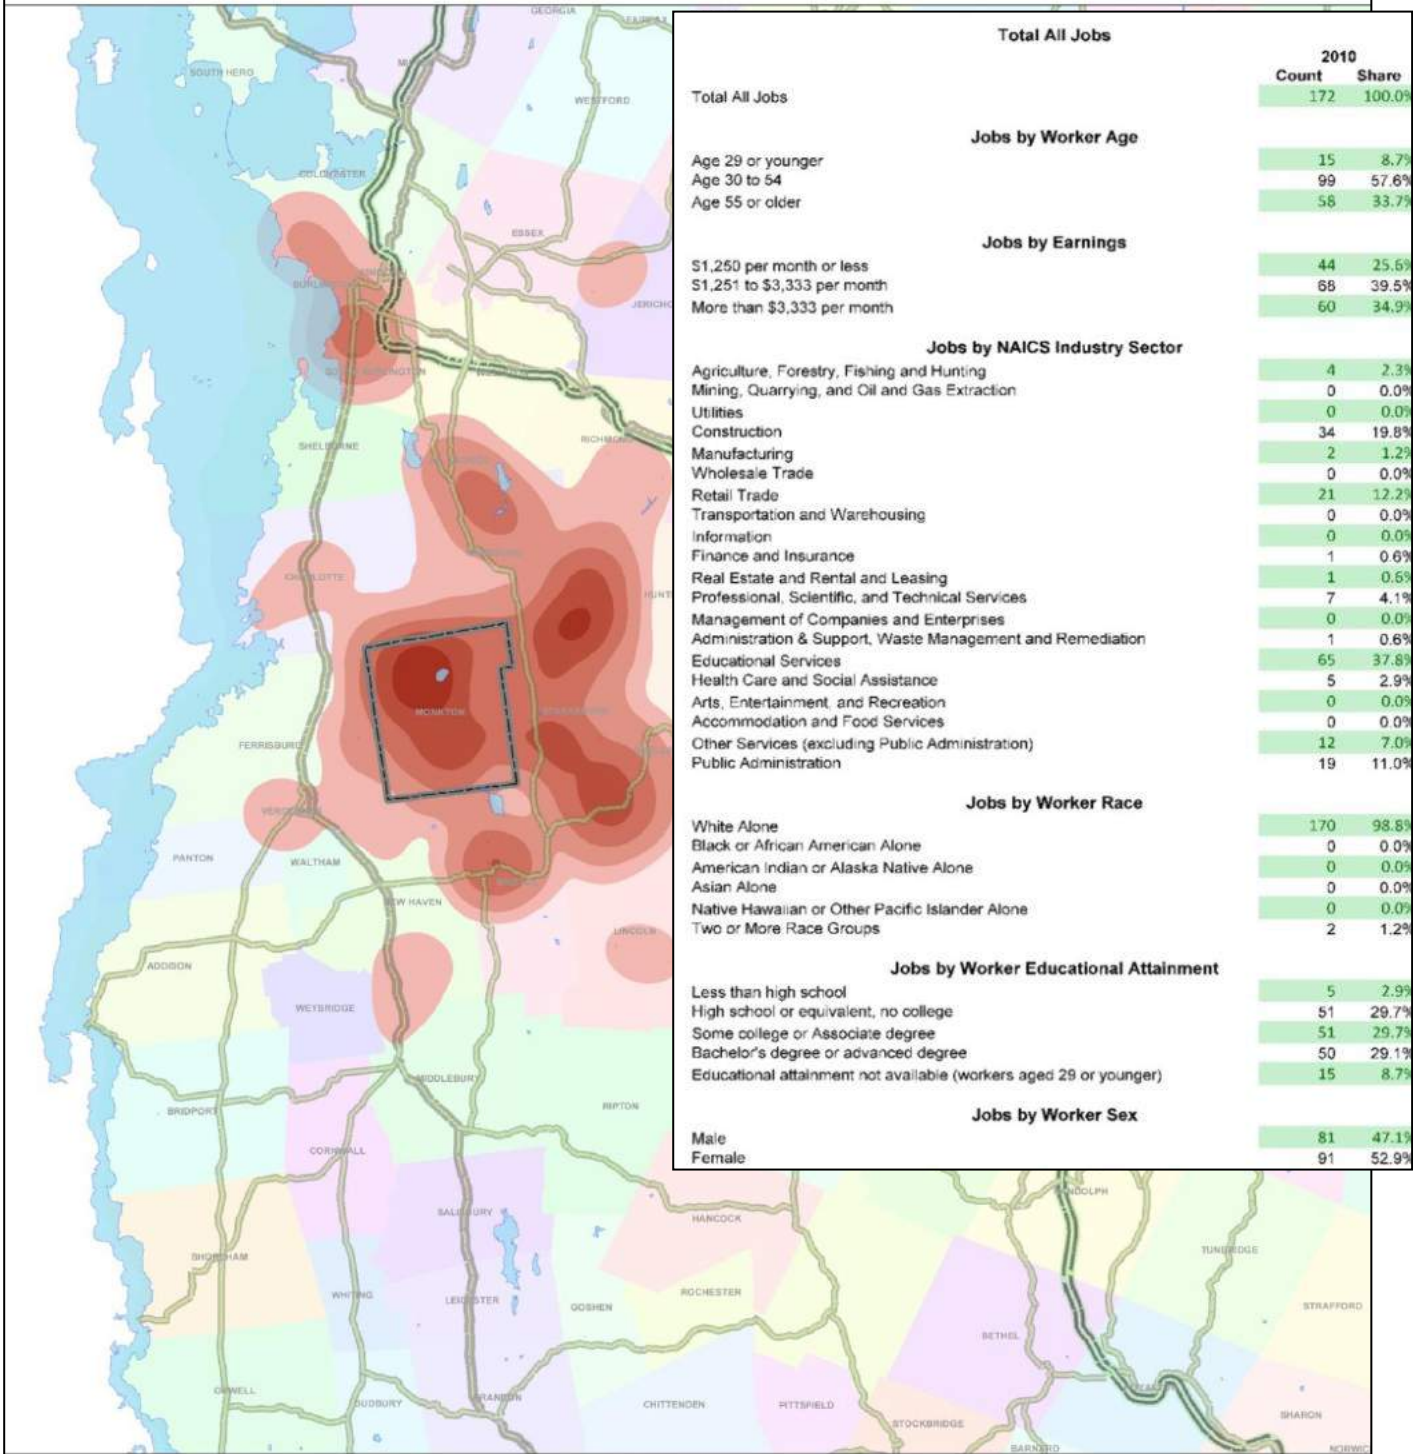 GEORGIA
FAIRFAX
SOUTH HERO
WESTFORD
COLCHESTER
ESSEX
JERICHO
SOUTH BURLINGTON
RICHMOND
SHELBURNE
CHARLOTTE
HUNT
MONKTON
STARKSBORO
FERRISBURG
PANTON
WALTHAM
NEW HAVEN
LINCOLN
ADDISON
WEYBRIDGE
MIDDLEBURY
BRIDPORT
RIPTON
CORNWALL
SALISBURY
HANCOCK
RANDOLPH
SHOREHAM
TUNBRIDGE
WHITING
LEICESTER
GOSHEN
ROCHESTER
STRAFFORD
BETHEL
ORWELL
SUDBURY
BRANDON
CHITTENDEN
PITTSFIELD
STOCKBRIDGE
SHARON
BARNARD
NORWIC
Total All Jobs
2010
Count Share
Total All Jobs 172 100.0%
Jobs by Worker Age
Age 29 or younger 15 8.7%
Age 30 to 54 99 57.6%
Age 55 or older 58 33.7%
Jobs by Earnings
$1,250 per month or less 44 25.6%
$1,251 to $3,333 per month 68 39.5%
More than $3,333 per month 60 34.9%
Jobs by NAICS Industry Sector
Agriculture, Forestry, Fishing and Hunting 4 2.3%
Mining, Quarrying, and Oil and Gas Extraction 0 0.0%
Utilities 0 0.0%
Construction 34 19.8%
Manufacturing 2 1.2%
Wholesale Trade 0 0.0%
Retail Trade 21 12.2%
Transportation and Warehousing 0 0.0%
Information 0 0.0%
Finance and Insurance 1 0.6%
Real Estate and Rental and Leasing 1 0.6%
Professional, Scientific, and Technical Services 7 4.1%
Management of Companies and Enterprises 0 0.0%
Administration & Support, Waste Management and Remediation 1 0.6%
Educational Services 65 37.8%
Health Care and Social Assistance 5 2.9%
Arts, Entertainment, and Recreation 0 0.0%
Accommodation and Food Services 0 0.0%
Other Services (excluding Public Administration) 12 7.0%
Public Administration 19 11.0%
Jobs by Worker Race
White Alone 170 98.8%
Black or African American Alone 0 0.0%
American Indian or Alaska Native Alone 0 0.0%
Asian Alone 0 0.0%
Native Hawaiian or Other Pacific Islander Alone 0 0.0%
Two or More Race Groups 2 1.2%
Jobs by Worker Educational Attainment
Less than high school 5 2.9%
High school or equivalent, no college 51 29.7%
Some college or Associate degree 51 29.7%
Bachelor's degree or advanced degree 50 29.1%
Educational attainment not available (workers aged 29 or younger) 15 8.7%
Jobs by Worker Sex
Male 81 47.1%
Female 91 52.9%